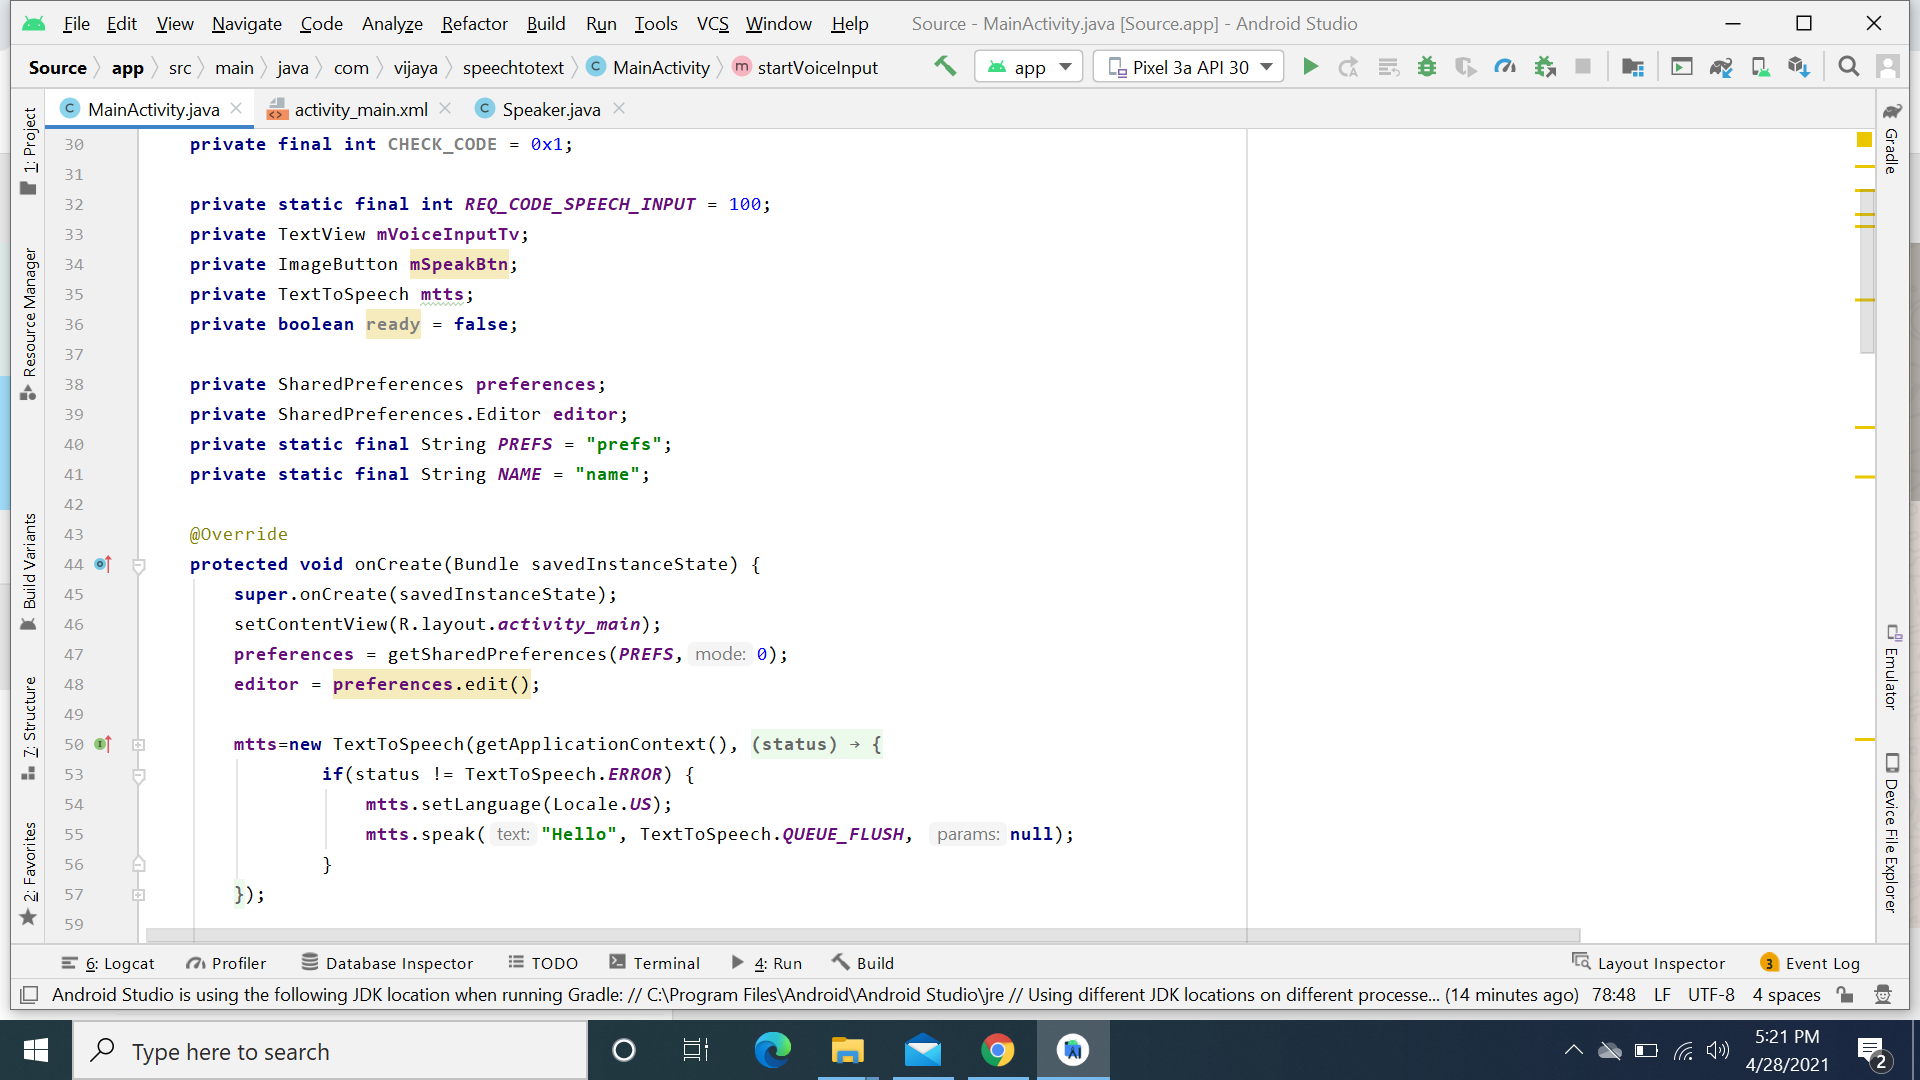 File Edit View Navigate Code Analyze Refactor Build Run Tools VCS Window Help Source - MainActivity.java [Source.app] - Android Studio
Source app src main java com vijaya speechtotext C MainActivity m startVoiceInput app Pixel 3a API 30
C MainActivity.java activity_main.xml C Speaker.java
1: Project
Resource Manager
Build Variants
7: Structure
2: Favorites
30 private final int CHECK_CODE = 0x1;
31
32 private static final int REQ_CODE_SPEECH_INPUT = 100;
33 private TextView mVoiceInputTv;
34 private ImageButton mSpeakBtn;
35 private TextToSpeech mtts;
36 private boolean ready = false;
37
38 private SharedPreferences preferences;
39 private SharedPreferences.Editor editor;
40 private static final String PREFS = "prefs";
41 private static final String NAME = "name";
42
43 @Override
44 protected void onCreate(Bundle savedInstanceState) {
45 super.onCreate(savedInstanceState);
46 setContentView(R.layout.activity_main);
47 preferences = getSharedPreferences(PREFS, mode: 0);
48 editor = preferences.edit();
49
50 mtts=new TextToSpeech(getApplicationContext(), (status) → {
53 if(status != TextToSpeech.ERROR) {
54 mtts.setLanguage(Locale.US);
55 mtts.speak( text: "Hello", TextToSpeech.QUEUE_FLUSH, params: null);
56 }
57 });
59
Gradle
Emulator
Device File Explorer
6: Logcat Profiler Database Inspector TODO Terminal 4: Run Build Layout Inspector 3 Event Log
Android Studio is using the following JDK location when running Gradle: // C:\Program Files\Android\Android Studio\jre // Using different JDK locations on different processe... (14 minutes ago) 78:48 LF UTF-8 4 spaces
Type here to search
5:21 PM
4/28/2021
2